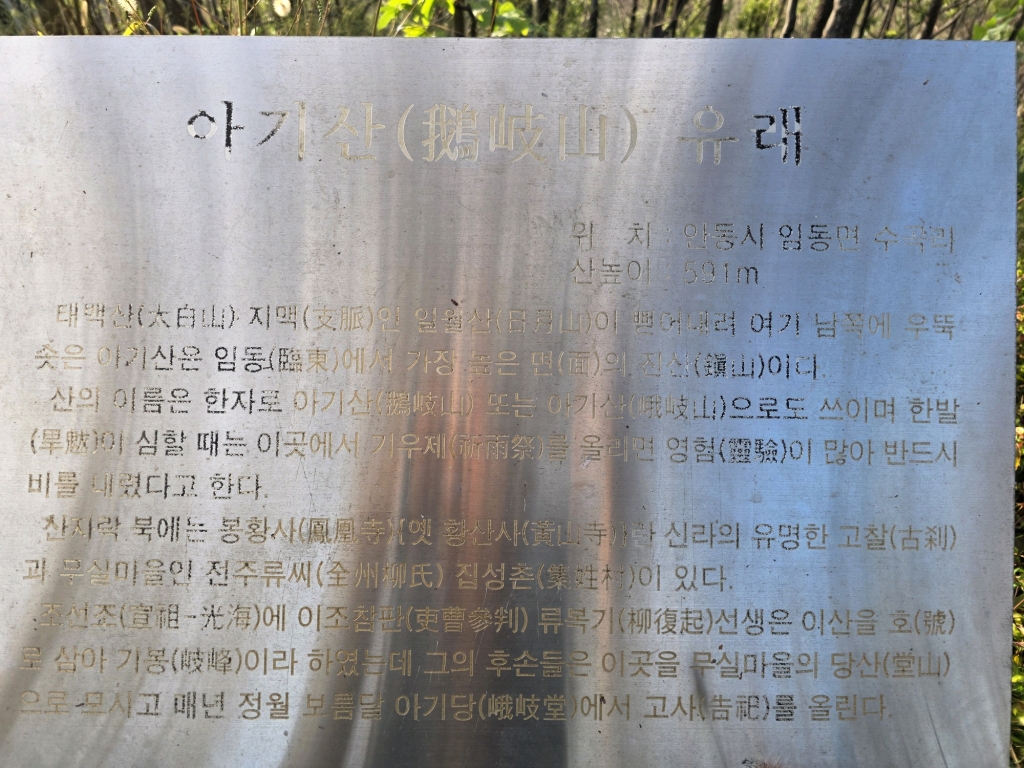 아기산(鵝岐山) 유래
위 치 : 안동시 임동면 수곡리
산높이 : 591m
태백산(太白山) 지맥(支脈)인 일월산(日月山)이 뻗어내려 여기 남쪽에 우뚝
솟은 아기산은 임동(臨東)에서 가장 높은 면(面)의 진산(鎭山)이다.
산의 이름은 한자로 아기산(鵝岐山) 또는 아기산(峨岐山)으로도 쓰이며 한발
(旱魃)이 심할 때는 이곳에서 기우제(祈雨祭)를 올리면 영험(靈驗)이 많아 반드시
비를 내렸다고 한다.
산자락 북에는 봉황사(鳳凰寺)(옛 황산사(黃山寺))란 신라의 유명한 고찰(古刹)
과 무실마을인 전주류씨(全州柳氏) 집성촌(集姓村)이 있다.
조선조(宣祖-光海)에 이조참판(吏曹參判) 류복기(柳復起)선생은 이산을 호(號)
로 삼아 기봉(岐峰)이라 하였는데 그의 후손들은 이곳을 무실마을의 당산(堂山)
으로 모시고 매년 정월 보름달 아기당(峨岐堂)에서 고사(告祀)를 올린다.